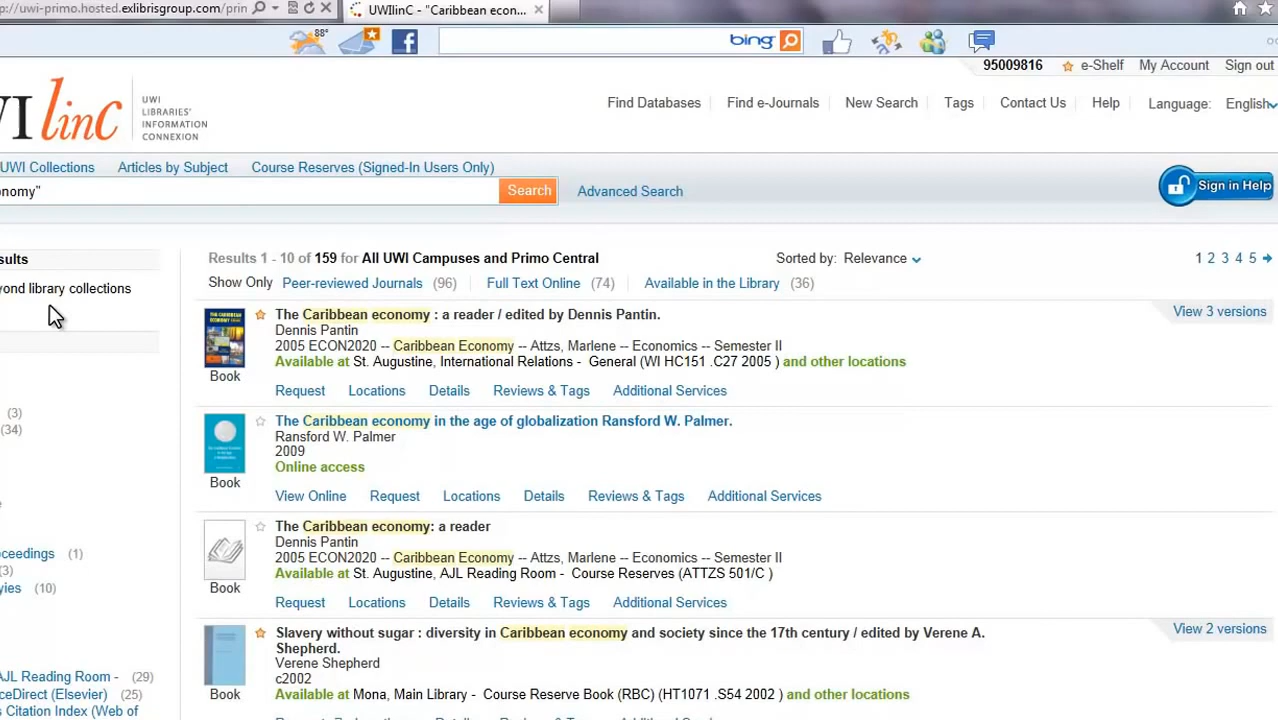 ://uwi-primo.hosted.exlibrisgroup.com/prin
UWIlinC - "Caribbean econ...
88°
bing
95009816 e-Shelf My Account Sign out
WI linC UWI LIBRARIES' INFORMATION CONNEXION
Find Databases Find e-Journals New Search Tags Contact Us Help Language: English
UWI Collections Articles by Subject Course Reserves (Signed-In Users Only)
nomy" Search Advanced Search
Sign in Help
sults
Results 1 - 10 of 159 for All UWI Campuses and Primo Central Sorted by: Relevance 1 2 3 4 5
Show Only Peer-reviewed Journals (96) Full Text Online (74) Available in the Library (36)
yond library collections
The Caribbean economy : a reader / edited by Dennis Pantin. View 3 versions
Dennis Pantin
2005 ECON2020 -- Caribbean Economy -- Attzs, Marlene -- Economics -- Semester II
Available at St. Augustine, International Relations - General (WI HC151 .C27 2005 ) and other locations
Book
Request Locations Details Reviews & Tags Additional Services
(3)
(34)
The Caribbean economy in the age of globalization Ransford W. Palmer.
Ransford W. Palmer
2009
Online access
Book
View Online Request Locations Details Reviews & Tags Additional Services
The Caribbean economy: a reader
Dennis Pantin
2005 ECON2020 -- Caribbean Economy -- Attzs, Marlene -- Economics -- Semester II
Available at St. Augustine, AJL Reading Room - Course Reserves (ATTZS 501/C )
Book
Request Locations Details Reviews & Tags Additional Services
ceedings (1)
(3)
yies (10)
Slavery without sugar : diversity in Caribbean economy and society since the 17th century / edited by Verene A. View 2 versions
Shepherd.
Verene Shepherd
c2002
Available at Mona, Main Library - Course Reserve Book (RBC) (HT1071 .S54 2002 ) and other locations
Book
AJL Reading Room - (29)
ceDirect (Elsevier) (25)
s Citation Index (Web of